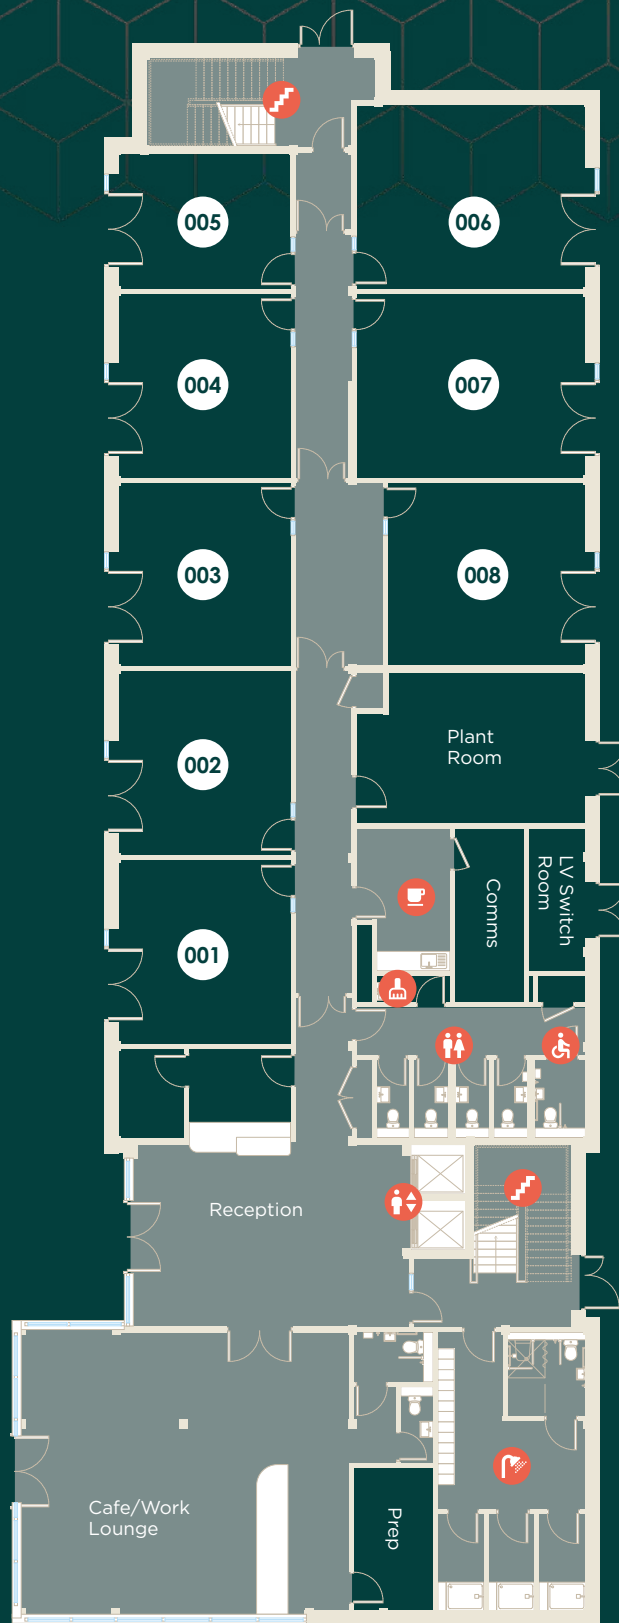 005
006
004
007
003
008
002
Plant
Room
001
Comms
LV Switch
Room
Reception
Cafe/Work
Lounge
Prep